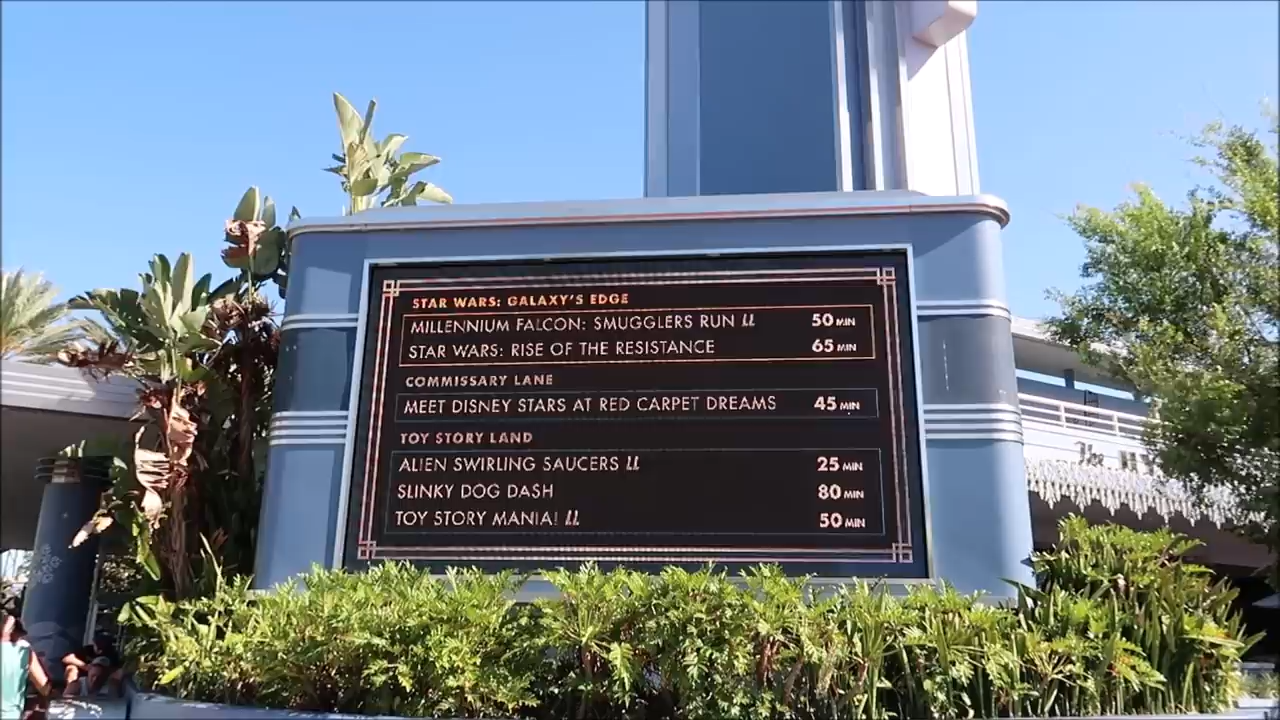 STAR WARS: GALAXY'S EDGE
MILLENNIUM FALCON: SMUGGLERS RUN LL 50 MIN
STAR WARS: RISE OF THE RESISTANCE 65 MIN
COMMISSARY LANE
MEET DISNEY STARS AT RED CARPET DREAMS 45 MIN
TOY STORY LAND
ALIEN SWIRLING SAUCERS LL 25 MIN
SLINKY DOG DASH 80 MIN
TOY STORY MANIA! LL 50 MIN
The